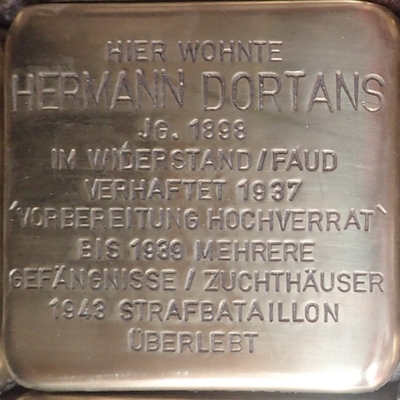 HIER WOHNTE
HERMANN DORTANS
JG. 1898
IM WIDERSTAND/FAUD
VERHAFTET 1937
'VORBEREITUNG HOCHVERRAT'
BIS 1939 MEHRERE
GEFÄNGNISSE / ZUCHTHÄUSER
1943 STRAFBATAILLON
ÜBERLEBT